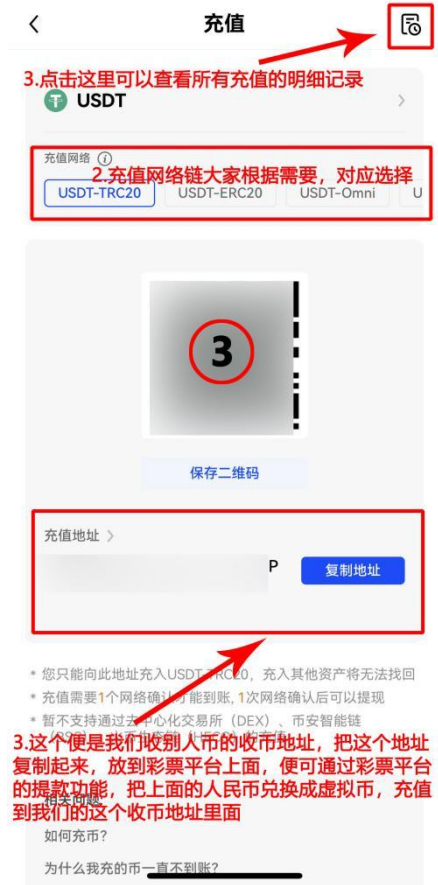 充值
3.点击这里可以查看所有充值的明细记录
USDT
充值网络
2.充值网络链大家根据需要，对应选择
USDT-TRC20 USDT-ERC20 USDT-Omni U
3
保存二维码
充值地址
P 复制地址
* 您只能向此地址充入USDT-TRC20，充入其他资产将无法找回
* 充值需要1个网络确认才能到账, 1次网络确认后可以提现
* 暂不支持通过去中心化交易所（DEX）、币安智能链
3.这个便是我们收别人币的收币地址，把这个地址
复制起来，放到彩票平台上面，便可通过彩票平台
的提款功能，把上面的人民币兑换成虚拟币，充值
到我们的这个收币地址里面
相关问题
如何充币?
为什么我充的币一直不到账?